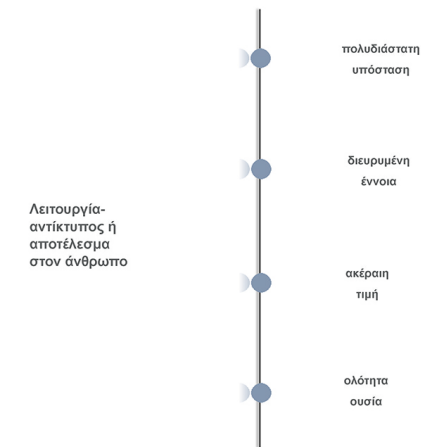 πολυδιάστατη
υπόσταση
διευρυμένη
έννοια
Λειτουργία-
αντίκτυπος ή
αποτέλεσμα
στον άνθρωπο
ακέραιη
τιμή
ολότητα
ουσία